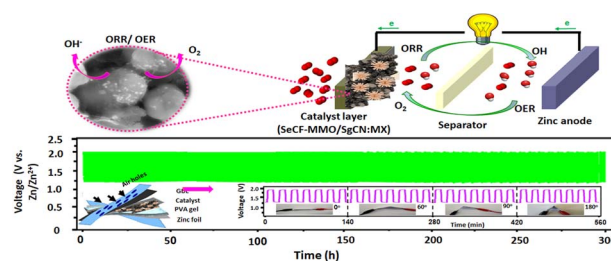 OH-
ORR/ OER
O2
e
e
ORR
OH
O2
OER
Catalyst layer
(SeCF-MMO/SgCN:MX)
Separator
Zinc anode
Voltage (V vs. Zn/Zn2+)
2.5
2.0
1.5
1.0
0.5
0.0
Air holes
GDL
Catalyst
PVA gel
Zinc foil
Voltage (V)
2.0
1.5
1.0
0°
60°
90°
180°
0
140
280
420
560
Time (min)
0
50
100
150
200
250
300
Time (h)